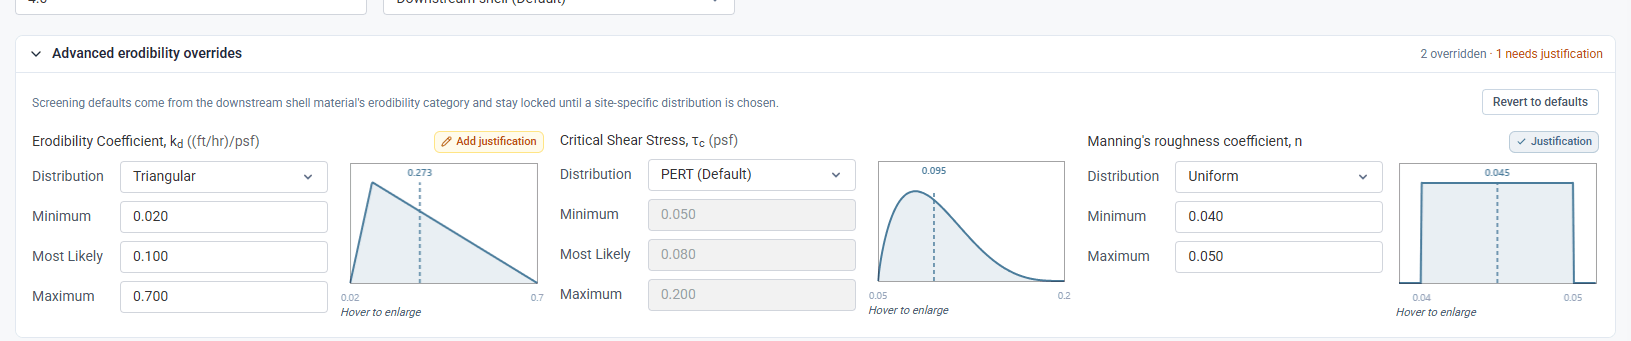 4.0
Downstream shell (Default)
Advanced erodibility overrides
2 overridden · 1 needs justification
Screening defaults come from the downstream shell material's erodibility category and stay locked until a site-specific distribution is chosen.
Revert to defaults
Erodibility Coefficient, kd ((ft/hr)/psf)
Add justification
Distribution
Triangular
Minimum
0.020
Most Likely
0.100
Maximum
0.700
0.273
0.02
0.7
Hover to enlarge
Critical Shear Stress, τc (psf)
Distribution
PERT (Default)
Minimum
0.050
Most Likely
0.080
Maximum
0.200
0.095
0.05
0.2
Hover to enlarge
Manning's roughness coefficient, n
Justification
Distribution
Uniform
Minimum
0.040
Maximum
0.050
0.045
0.04
0.05
Hover to enlarge